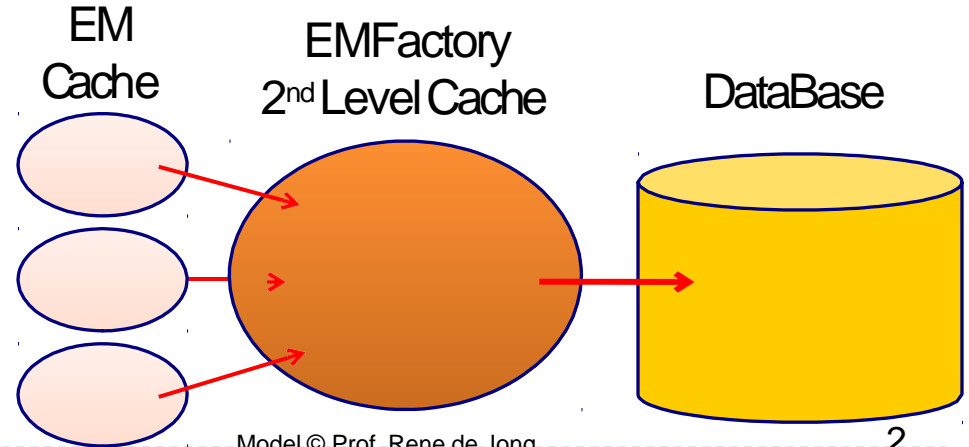 EM
Cache
EMFactory
2nd Level Cache
DataBase
Model © Prof. Rene de Jong
2